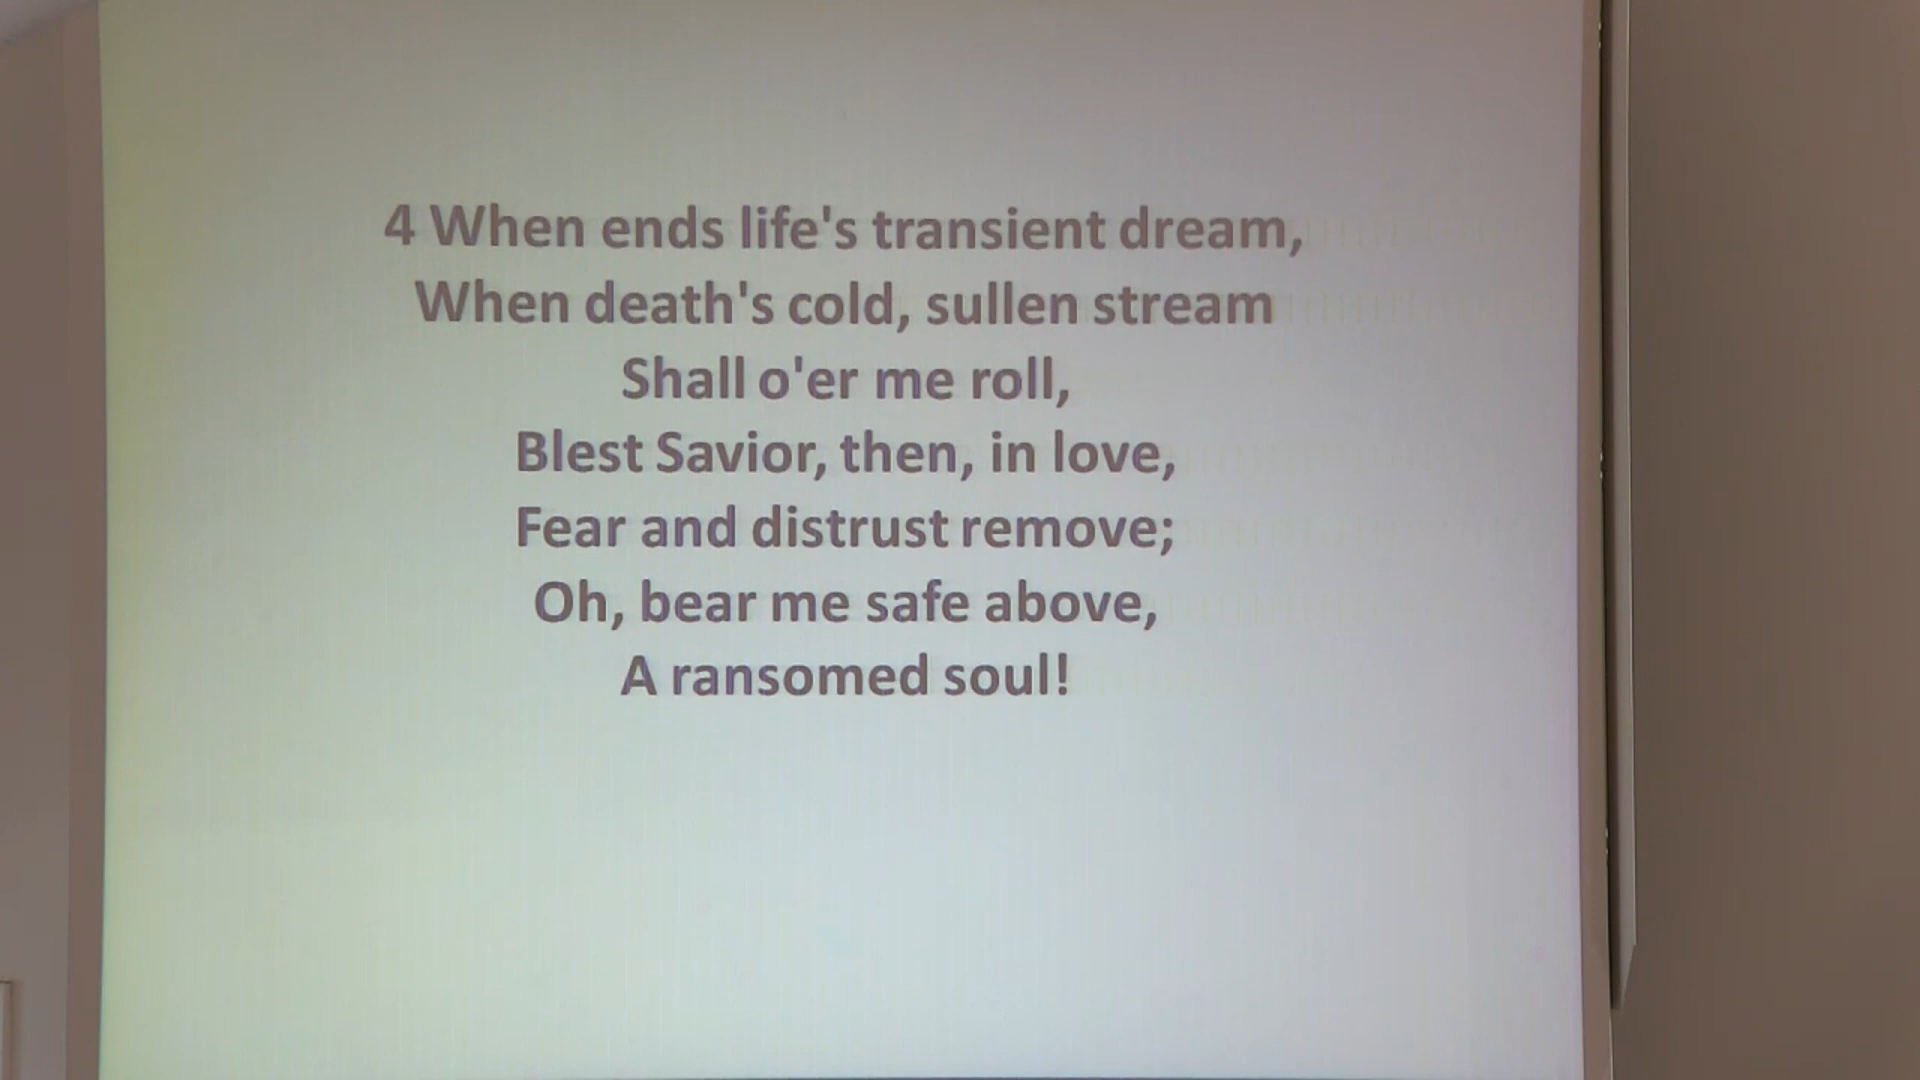 4 When ends life's transient dream,
When death's cold, sullen stream
Shall o'er me roll,
Blest Savior, then, in love,
Fear and distrust remove;
Oh, bear me safe above,
A ransomed soul!